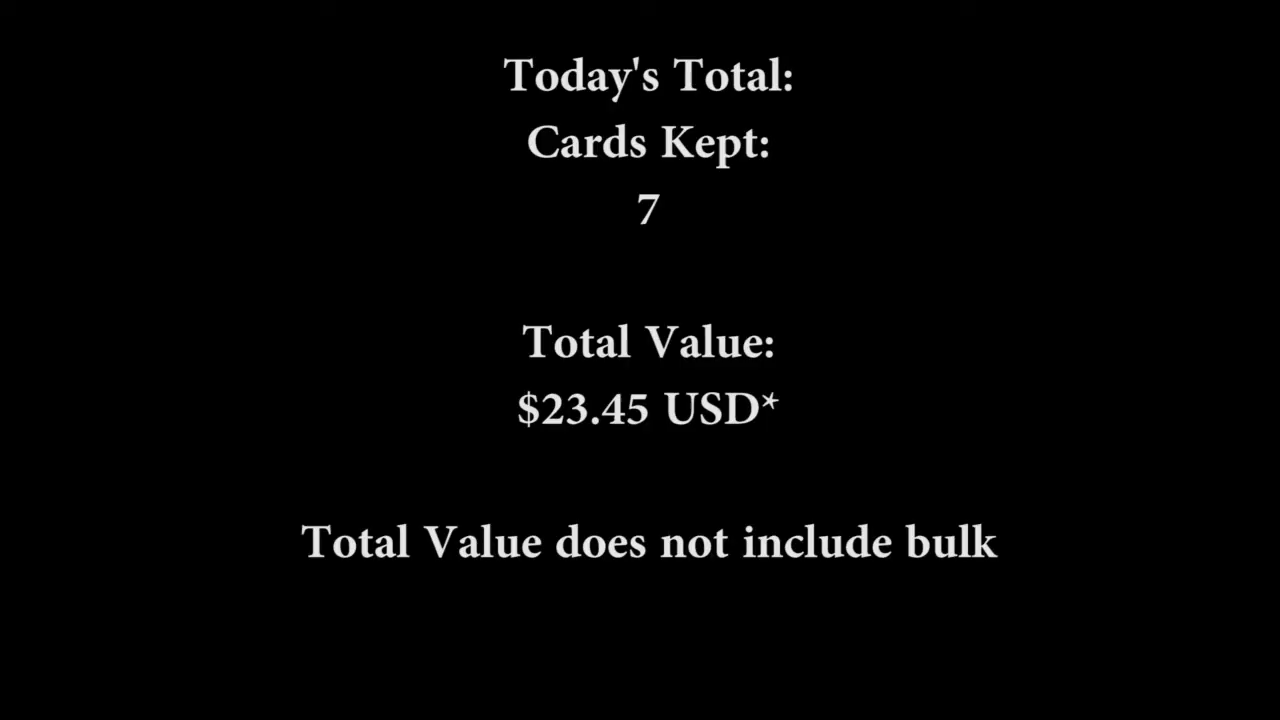 Today's Total:
Cards Kept:
7
Total Value:
$23.45 USD*
Total Value does not include bulk